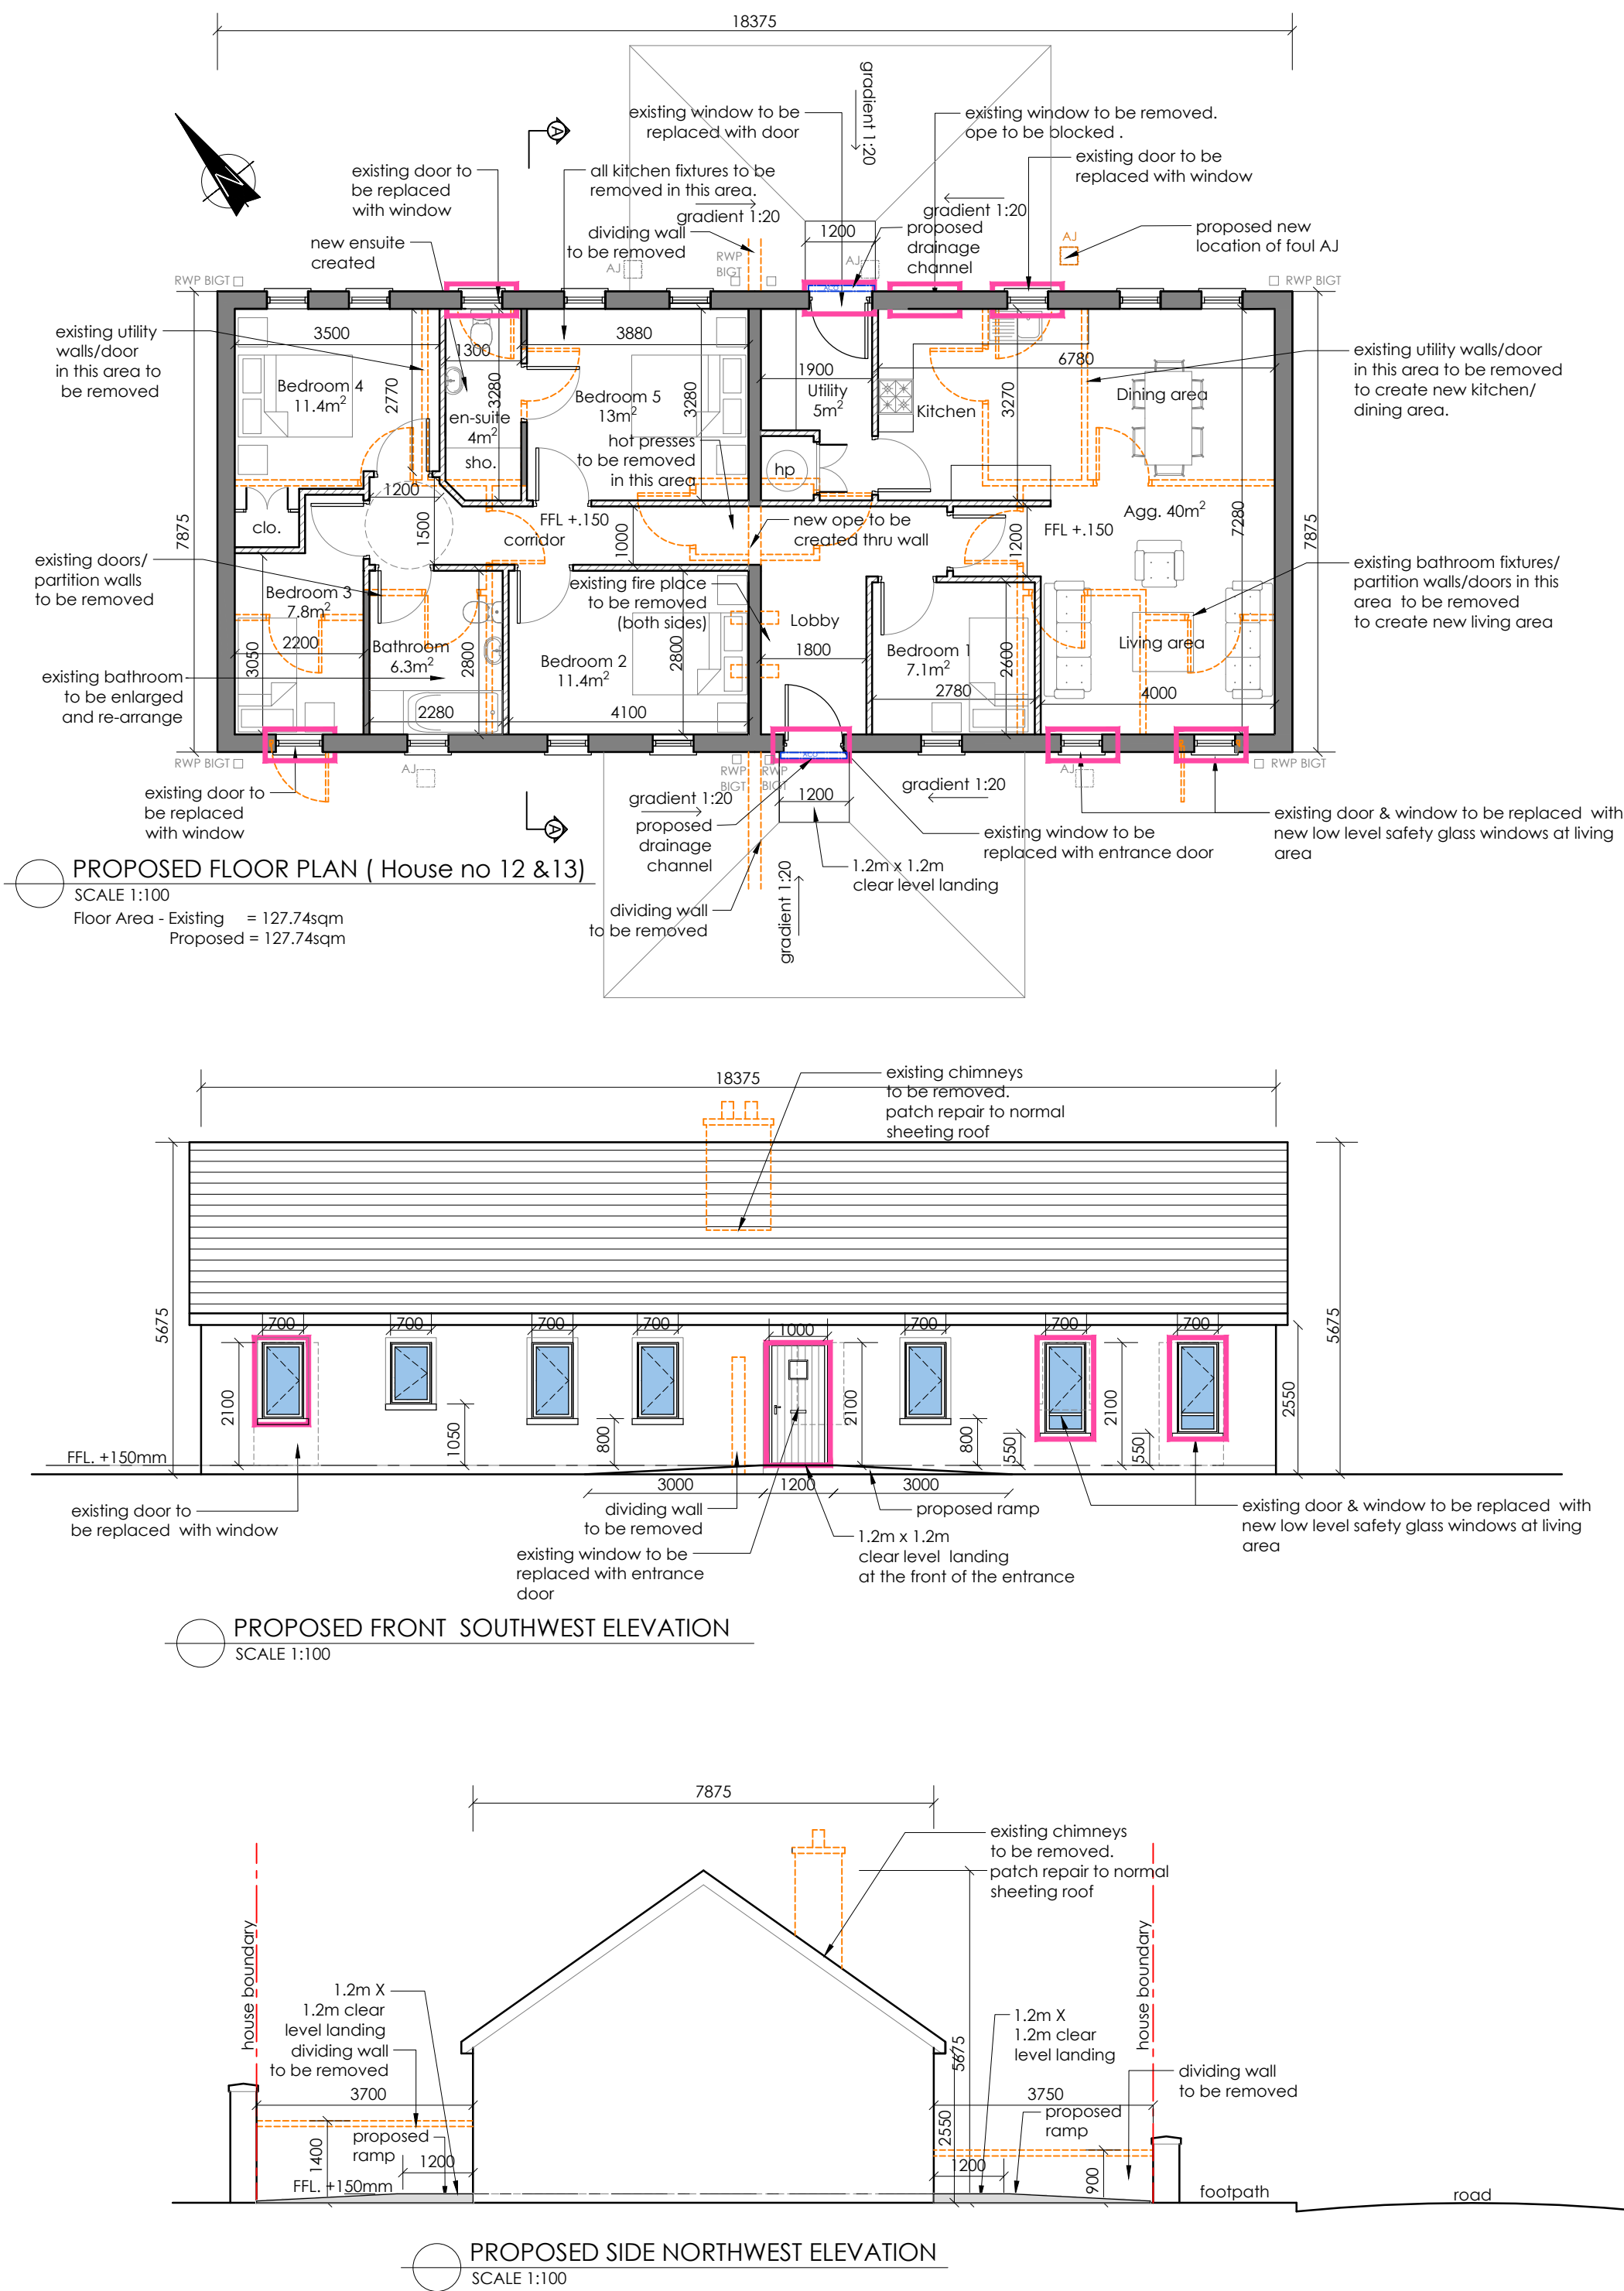 18375
gradient 1:20
existing window to be
replaced with door
existing window to be removed.
ope to be blocked .
existing door to be
replaced with window
existing door to
be replaced
with window
all kitchen fixtures to be
removed in this area.
gradient 1:20
gradient 1:20
N
A
new ensuite
created
dividing wall
to be removed
1200
proposed
drainage
channel
AJ
proposed new
location of foul AJ
RWP BIGT
AJ
RWP
BIGT
AJ
RWP BIGT
ACO
existing utility
walls/door
in this area to
be removed
3500
1300
3880
1900
6780
Bedroom 4
11.4m²
2770
3280
en-suite
4m²
sho.
Bedroom 5
13m²
3280
Utility
5m²
Kitchen
3270
Dining area
existing utility walls/door
in this area to be removed
to create new kitchen/
dining area.
hot presses
to be removed
in this area
hp
1200
clo.
1500
FFL +.150
corridor
1000
new ope to be
created thru wall
1200
FFL +.150
Agg. 40m²
7280
7875
7875
existing doors/
partition walls
to be removed
existing fire place
to be removed
(both sides)
existing bathroom fixtures/
partition walls/doors in this
area to be removed
to create new living area
Bedroom 3
7.8m²
2200
3050
Bathroom
6.3m²
2800
2280
Bedroom 2
11.4m²
2800
4100
Lobby
1800
Bedroom 1
7.1m²
2780
2600
Living area
4000
existing bathroom
to be enlarged
and re-arrange
RWP BIGT
AJ
RWP
BIGT
RWP
BIGT
ACO
AJ
RWP BIGT
existing door to
be replaced
with window
A
gradient 1:20
proposed
drainage
channel
1200
gradient 1:20
existing window to be
replaced with entrance door
existing door & window to be replaced with
new low level safety glass windows at living
area
1.2m x 1.2m
clear level landing
gradient 1:20
dividing wall
to be removed
PROPOSED FLOOR PLAN ( House no 12 &13)
SCALE 1:100
Floor Area - Existing = 127.74sqm
Proposed = 127.74sqm
18375
existing chimneys
to be removed.
patch repair to normal
sheeting roof
5675
5675
700
700
700
700
1000
700
700
700
2100
1050
800
2100
800
550
2100
550
2550
FFL. +150mm
3000
1200
3000
existing door to
be replaced with window
dividing wall
to be removed
proposed ramp
existing window to be
replaced with entrance
door
1.2m x 1.2m
clear level landing
at the front of the entrance
existing door & window to be replaced with
new low level safety glass windows at living
area
PROPOSED FRONT SOUTHWEST ELEVATION
SCALE 1:100
7875
existing chimneys
to be removed.
patch repair to normal
sheeting roof
house boundary
house boundary
1.2m X
1.2m clear
level landing
dividing wall
to be removed
1.2m X
1.2m clear
level landing
5675
dividing wall
to be removed
3700
3750
proposed
ramp
1400
proposed
ramp
1200
2550
1200
900
FFL. +150mm
footpath
road
PROPOSED SIDE NORTHWEST ELEVATION
SCALE 1:100